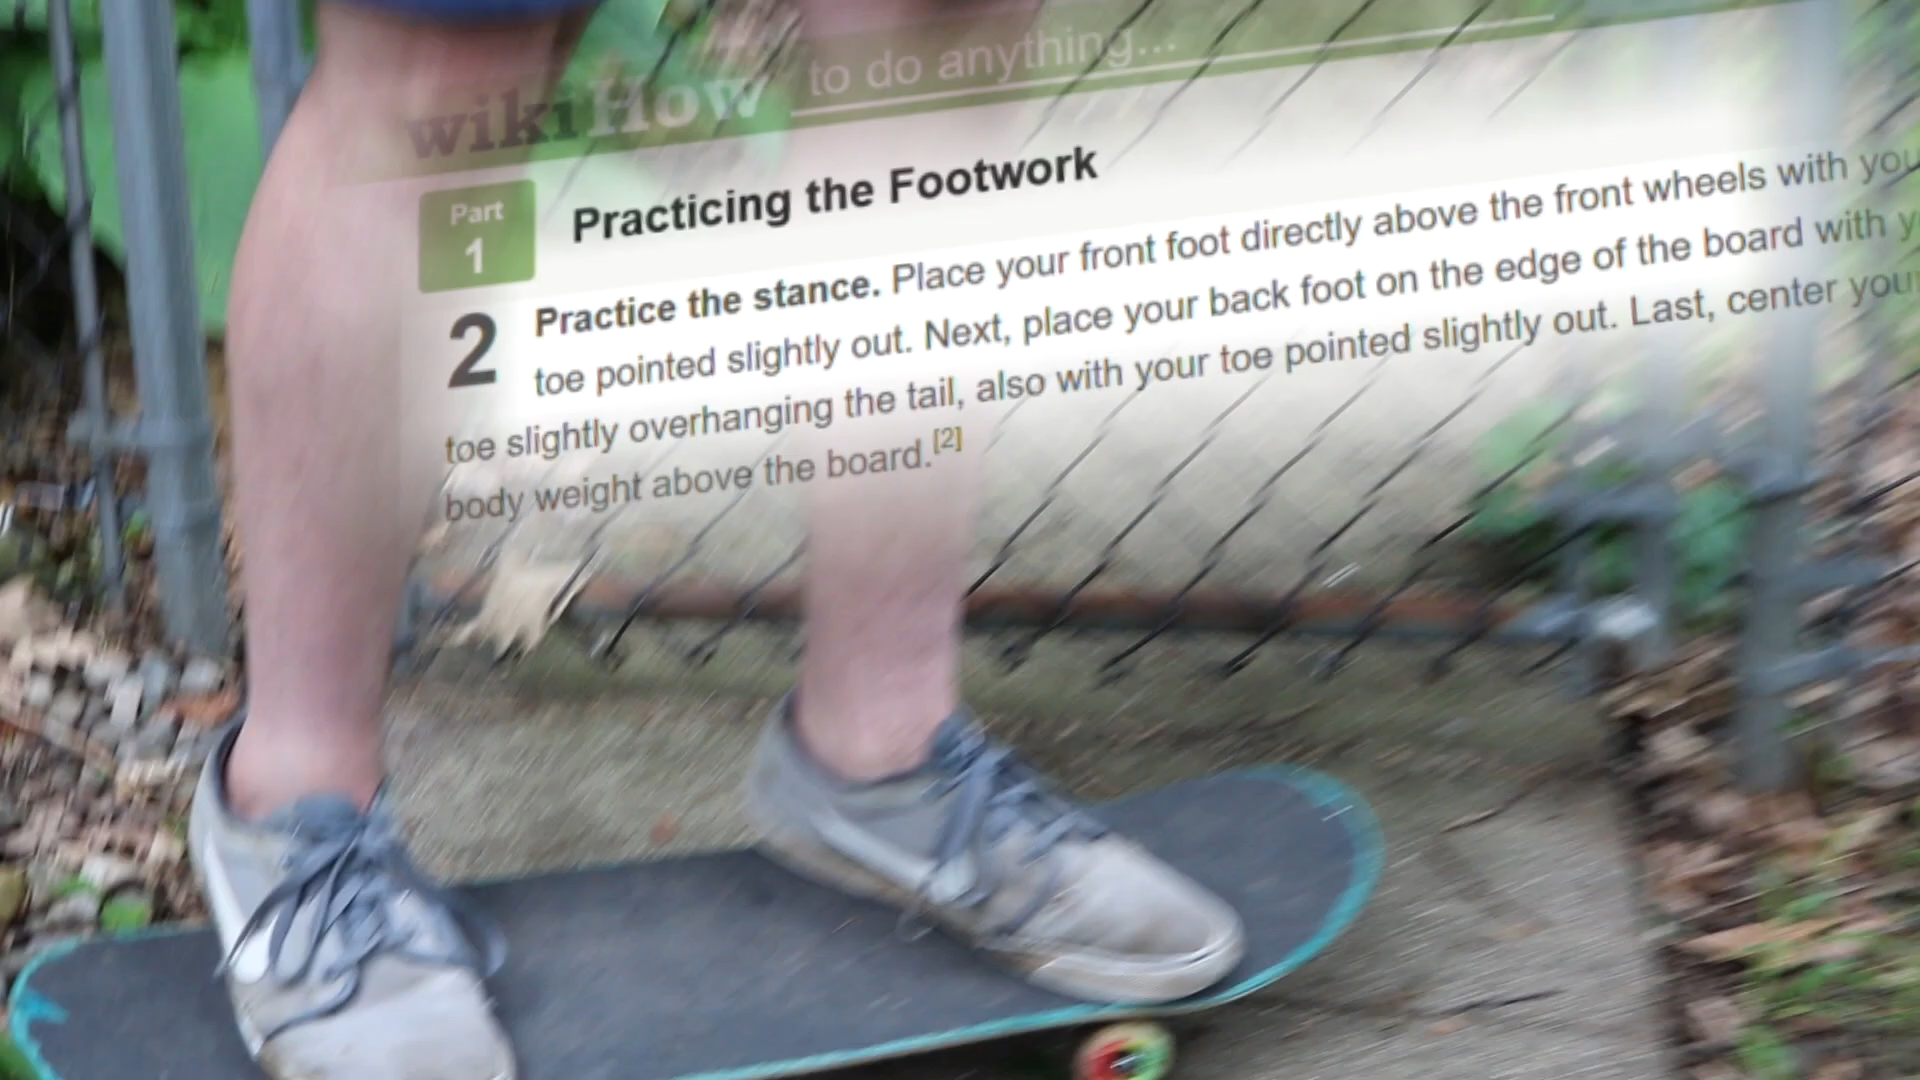 wikiHow to do anything...
Part
1
Practicing the Footwork
2
Practice the stance. Place your front foot directly above the front wheels with you
toe pointed slightly out. Next, place your back foot on the edge of the board with y
toe slightly overhanging the tail, also with your toe pointed slightly out. Last, center your
body weight above the board.[2]